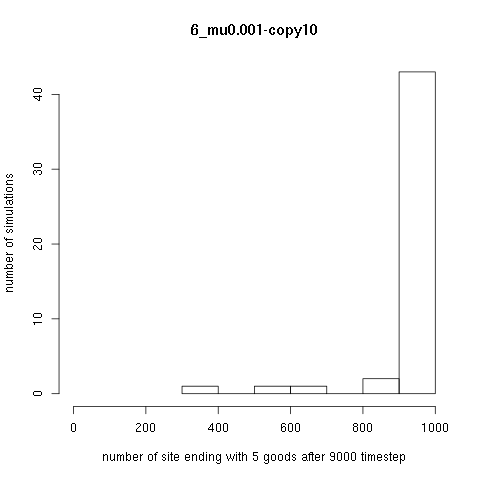 6_mu0.001-copy10
number of simulations
40
30
20
10
0
0 200 400 600 800 1000
number of site ending with 5 goods after 9000 timestep